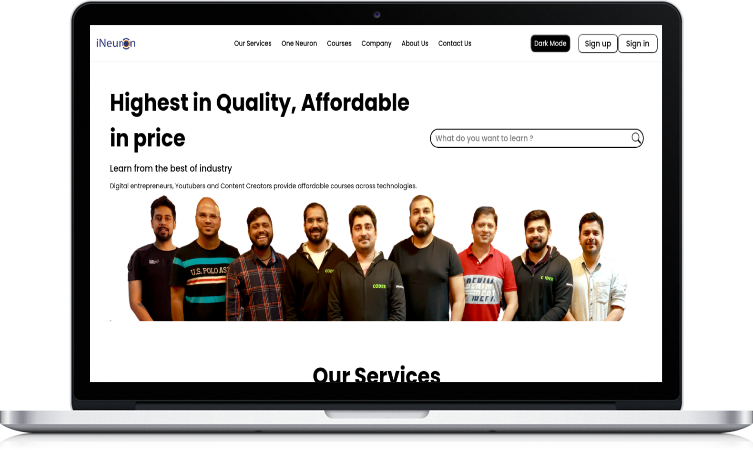 iNeuron
Our Services One Neuron Courses Company About Us Contact Us
Dark Mode Sign up Sign in
Highest in Quality, Affordable
in price
What do you want to learn ?
Learn from the best of industry
Digital entrepreneurs, Youtubers and Content Creators provide affordable courses across technologies.
U.S. POLO AS
CODER
Our Services